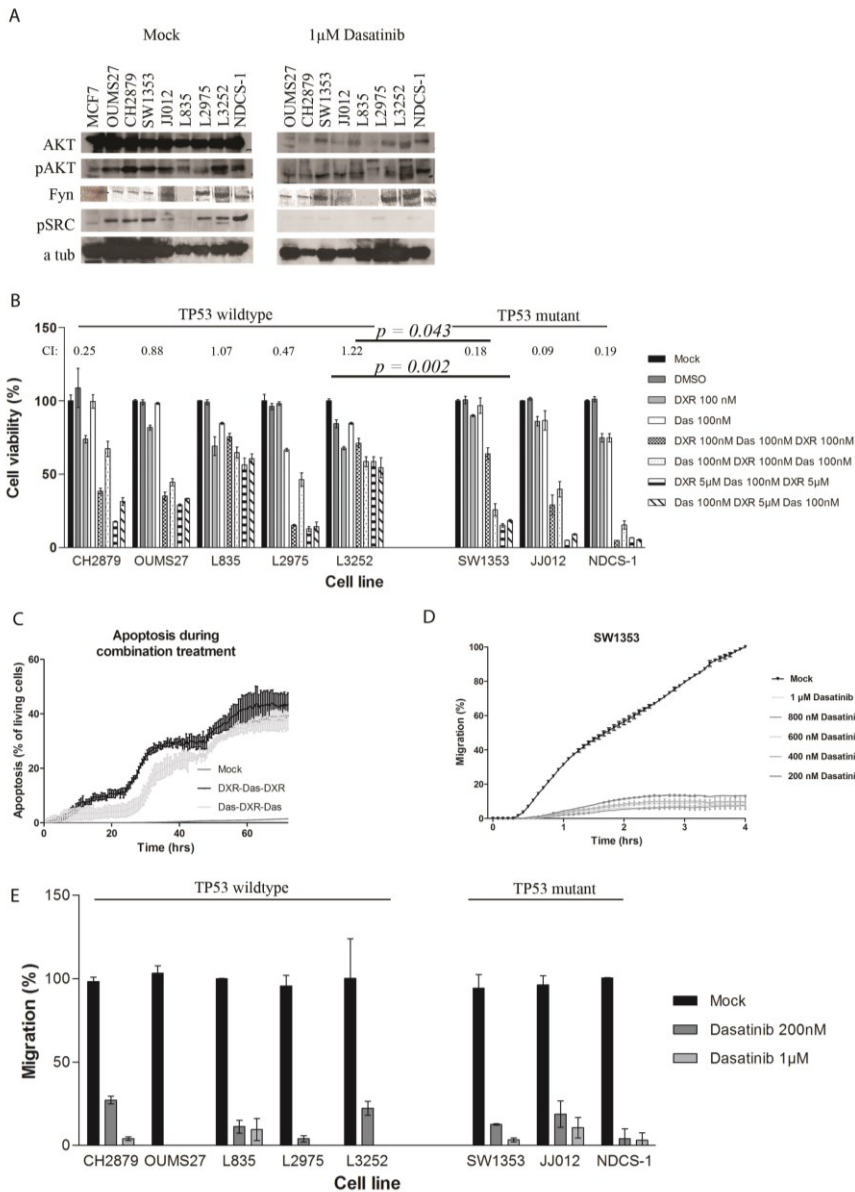 A
Mock
1µM Dasatinib
MCF7
OUMS27
CH2879
SW1353
JJ012
L835
L2975
L3252
NDCS-1
OUMS27
CH2879
SW1353
JJ012
L835
L2975
L3252
NDCS-1
AKT
pAKT
Fyn
pSRC
a tub
B
TP53 wildtype
TP53 mutant
p = 0.043
CI: 0.25 0.88 1.07 0.47 1.22 0.18 0.09 0.19
p = 0.002
Cell viability (%)
150
100
50
0
CH2879 OUMS27 L835 L2975 L3252 SW1353 JJ012 NDCS-1
Cell line
Mock
DMSO
DXR 100 nM
Das 100nM
DXR 100nM Das 100nM DXR 100nM
Das 100nM DXR 100nM Das 100nM
DXR 5µM Das 100nM DXR 5µM
Das 100nM DXR 5µM Das 100nM
C
Apoptosis during
combination treatment
Apoptosis (% of living cells)
60
40
20
0
0 20 40 60
Time (hrs)
Mock
DXR-Das-DXR
Das-DXR-Das
D
SW1353
Migration (%)
100
80
60
40
20
0
0 1 2 3 4
Time (hrs)
Mock
1 µM Dasatinib
800 nM Dasatini
600 nM Dasatini
400 nM Dasatini
200 nM Dasatini
E
TP53 wildtype
TP53 mutant
Migration (%)
150
100
50
0
CH2879 OUMS27 L835 L2975 L3252 SW1353 JJ012 NDCS-1
Cell line
Mock
Dasatinib 200nM
Dasatinib 1µM